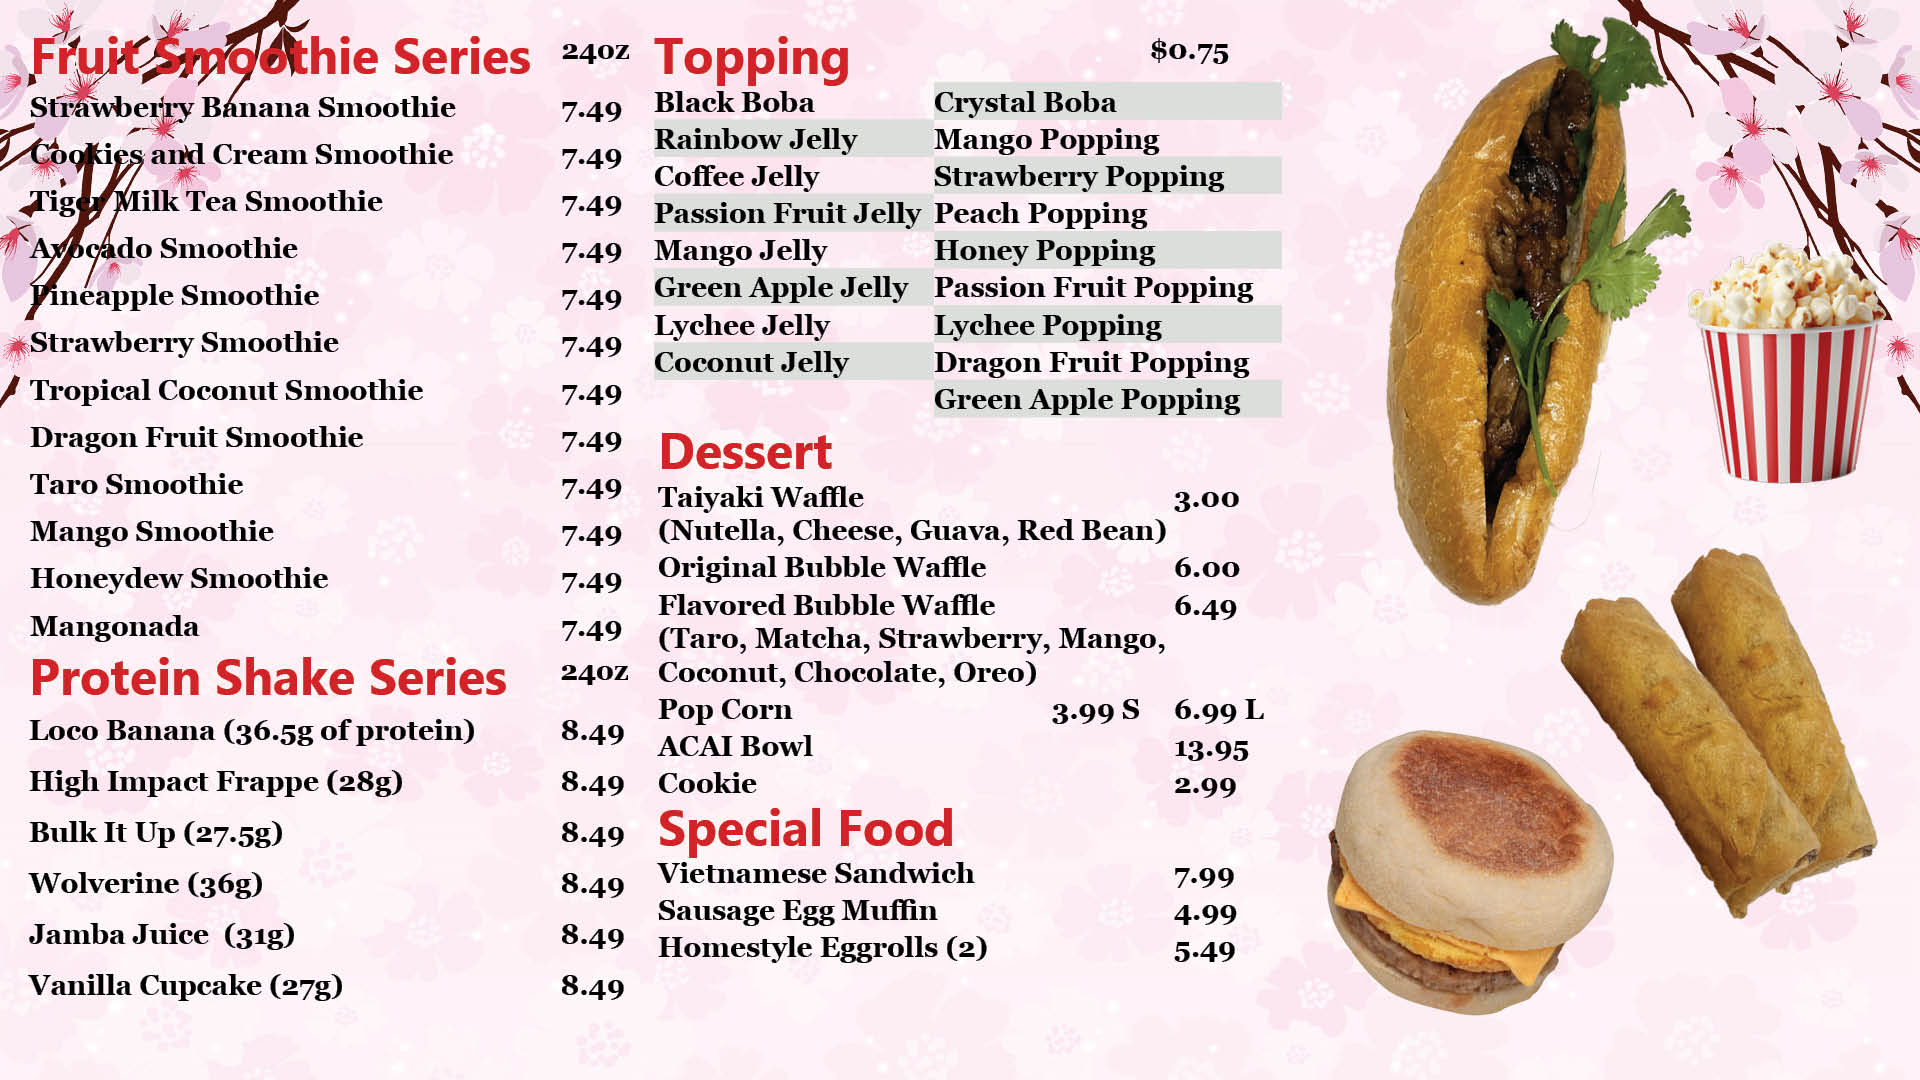 Fruit Smoothie Series 24oz
Strawberry Banana Smoothie 7.49
Cookies and Cream Smoothie 7.49
Tiger Milk Tea Smoothie 7.49
Avocado Smoothie 7.49
Pineapple Smoothie 7.49
Strawberry Smoothie 7.49
Tropical Coconut Smoothie 7.49
Dragon Fruit Smoothie 7.49
Taro Smoothie 7.49
Mango Smoothie 7.49
Honeydew Smoothie 7.49
Mangonada 7.49
Protein Shake Series 24oz
Loco Banana (36.5g of protein) 8.49
High Impact Frappe (28g) 8.49
Bulk It Up (27.5g) 8.49
Wolverine (36g) 8.49
Jamba Juice (31g) 8.49
Vanilla Cupcake (27g) 8.49
Topping $0.75
Black Boba Crystal Boba
Rainbow Jelly Mango Popping
Coffee Jelly Strawberry Popping
Passion Fruit Jelly Peach Popping
Mango Jelly Honey Popping
Green Apple Jelly Passion Fruit Popping
Lychee Jelly Lychee Popping
Coconut Jelly Dragon Fruit Popping
Green Apple Popping
Dessert
Taiyaki Waffle 3.00
(Nutella, Cheese, Guava, Red Bean)
Original Bubble Waffle 6.00
Flavored Bubble Waffle 6.49
(Taro, Matcha, Strawberry, Mango,
Coconut, Chocolate, Oreo)
Pop Corn 3.99 S 6.99 L
ACAI Bowl 13.95
Cookie 2.99
Special Food
Vietnamese Sandwich 7.99
Sausage Egg Muffin 4.99
Homestyle Eggrolls (2) 5.49